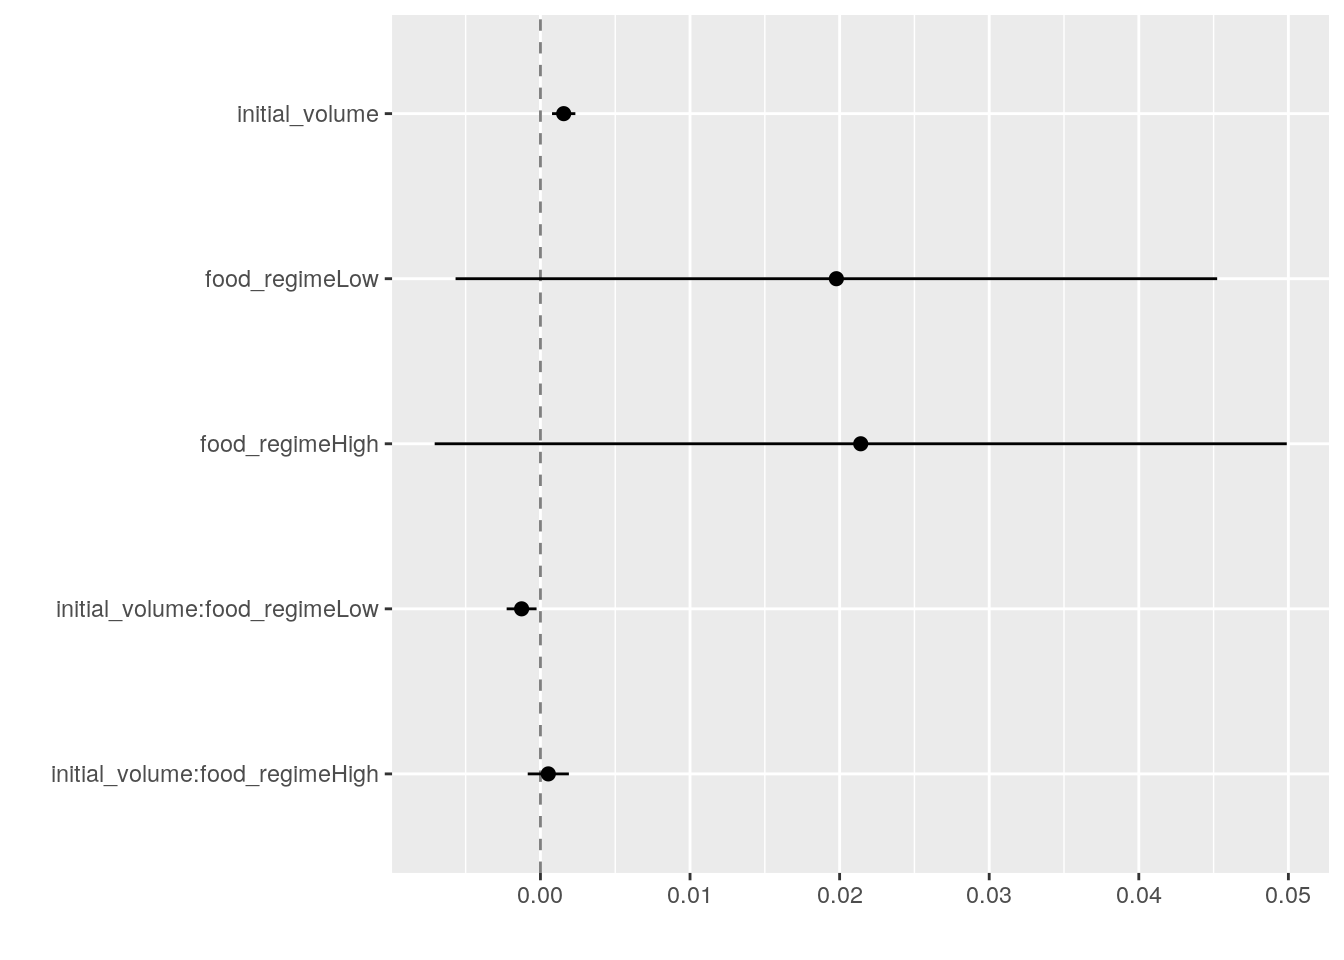 initial_volume
food_regimeLow
food_regimeHigh
initial_volume:food_regimeLow
initial_volume:food_regimeHigh
0.00 0.01 0.02 0.03 0.04 0.05